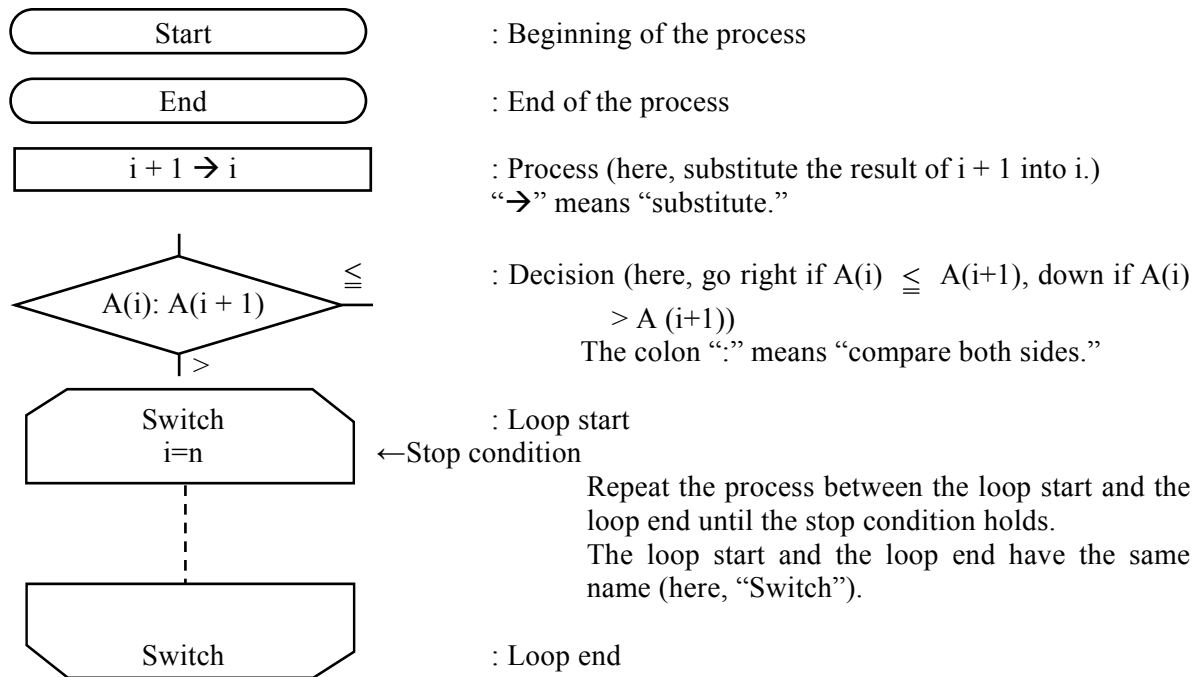 Start : Beginning of the process
End : End of the process
i + 1 → i : Process (here, substitute the result of i + 1 into i.)
“→” means “substitute.”
A(i): A(i + 1) ≦ : Decision (here, go right if A(i) ≦ A(i+1), down if A(i)
> A (i+1))
> The colon “:” means “compare both sides.”
Switch : Loop start
i=n ←Stop condition
Repeat the process between the loop start and the
loop end until the stop condition holds.
The loop start and the loop end have the same
name (here, “Switch”).
Switch : Loop end